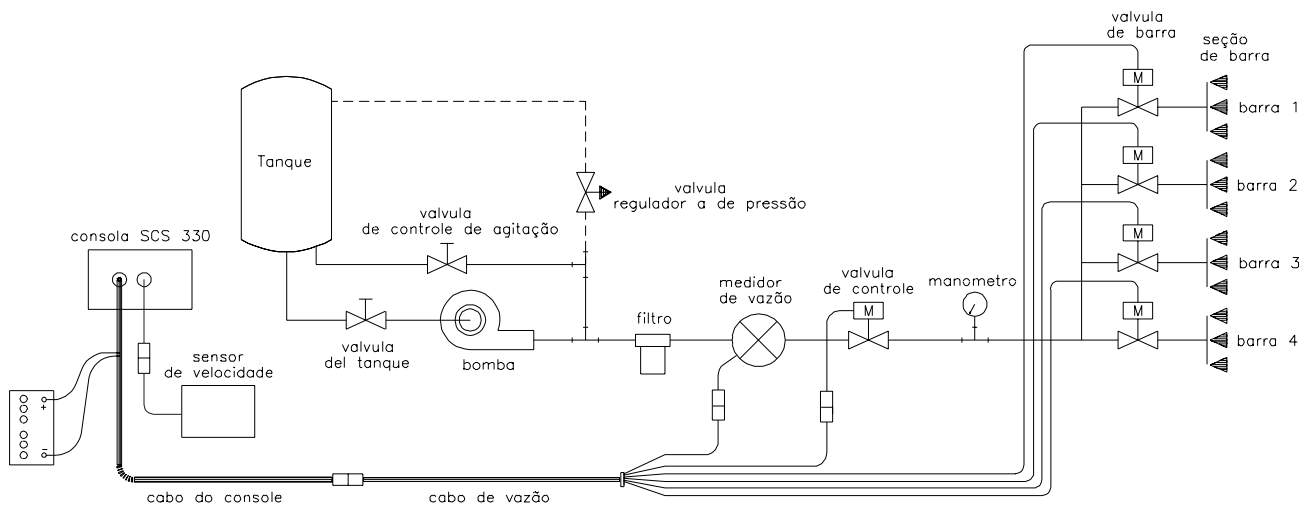 valvula
de barra
seção
de barra
M
barra 1
Tanque
M
valvula
regulador a de pressão
barra 2
valvula
de controle de agitação
consola SCS 330
M
medidor
de vazão
valvula
de controle
manometro
barra 3
M
M
filtro
valvula
del tanque
bomba
barra 4
sensor
de velocidade
+
–
cabo do console
cabo de vazão